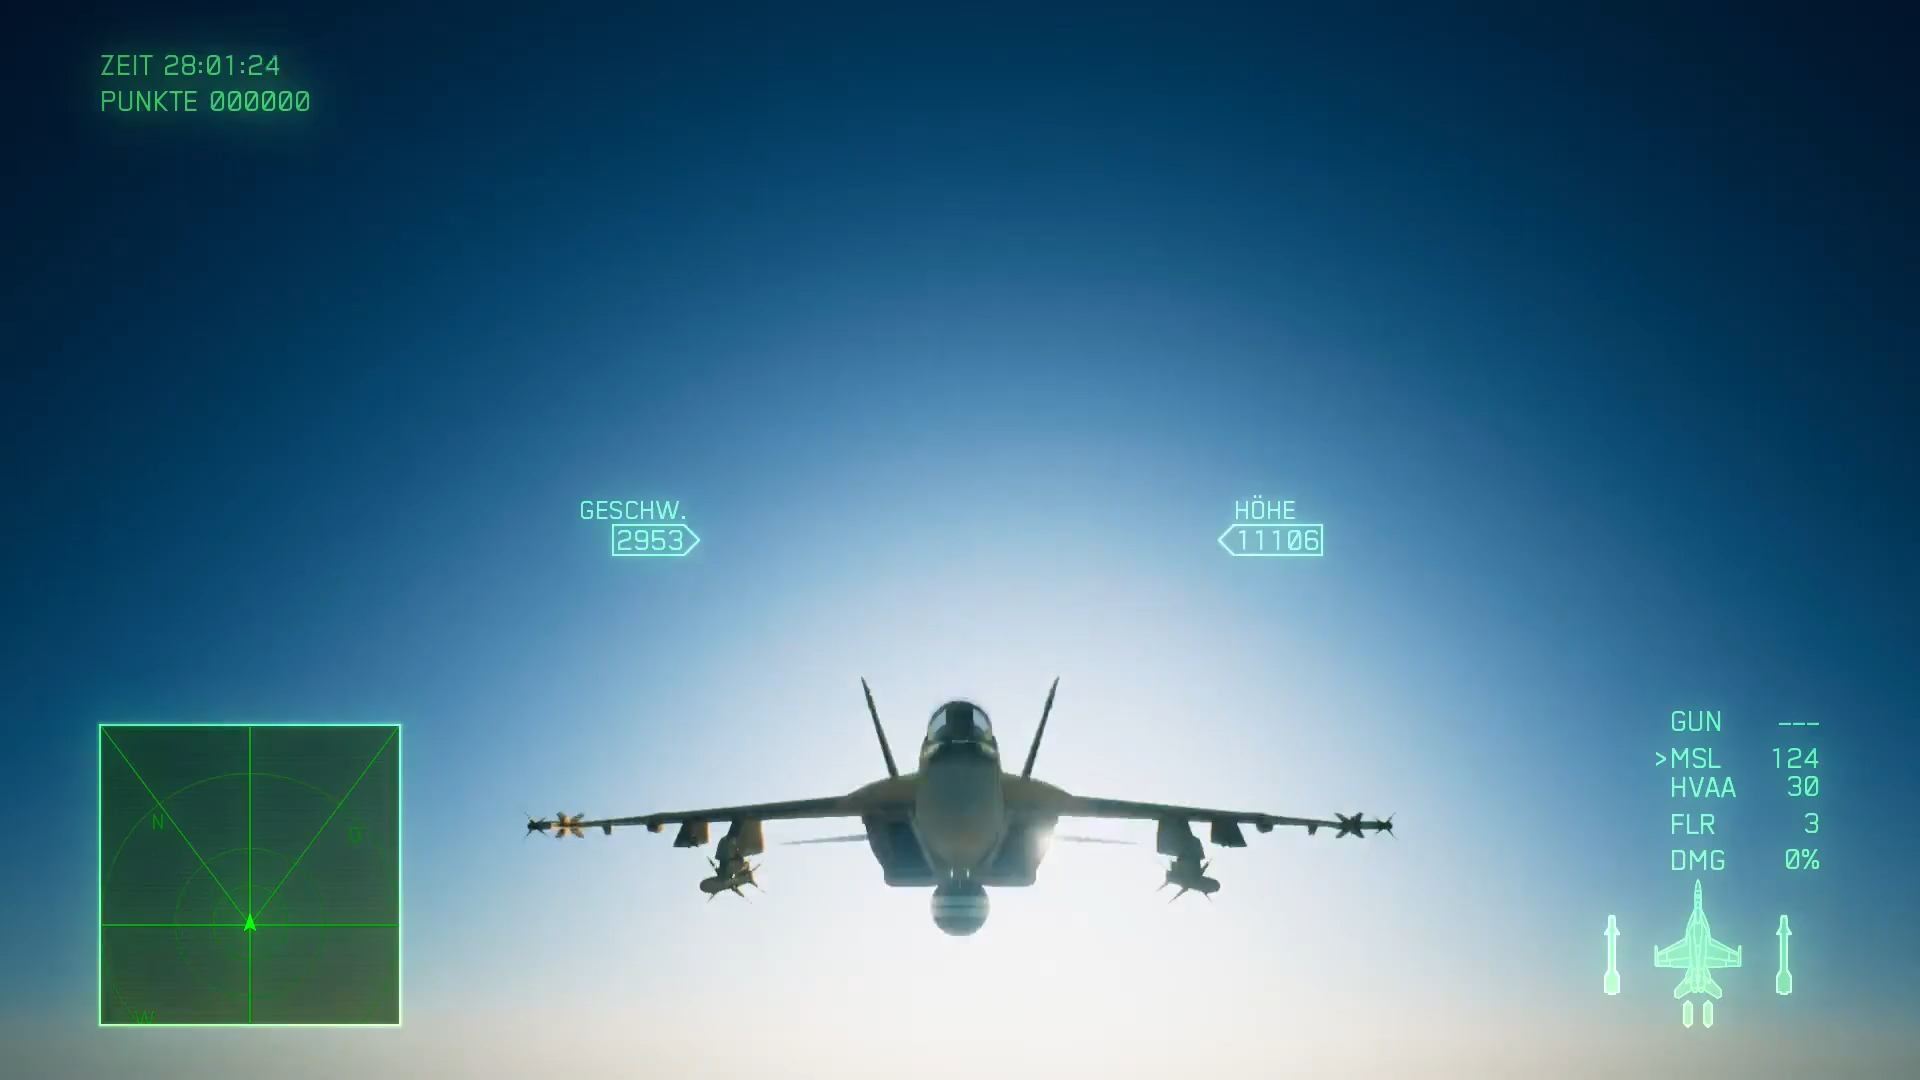 ZEIT 28:01:24
PUNKTE 000000
GESCHW.
2953
HÖHE
11106
N
W
GUN ---
>MSL 124
HVAA 30
FLR 3
DMG 0%